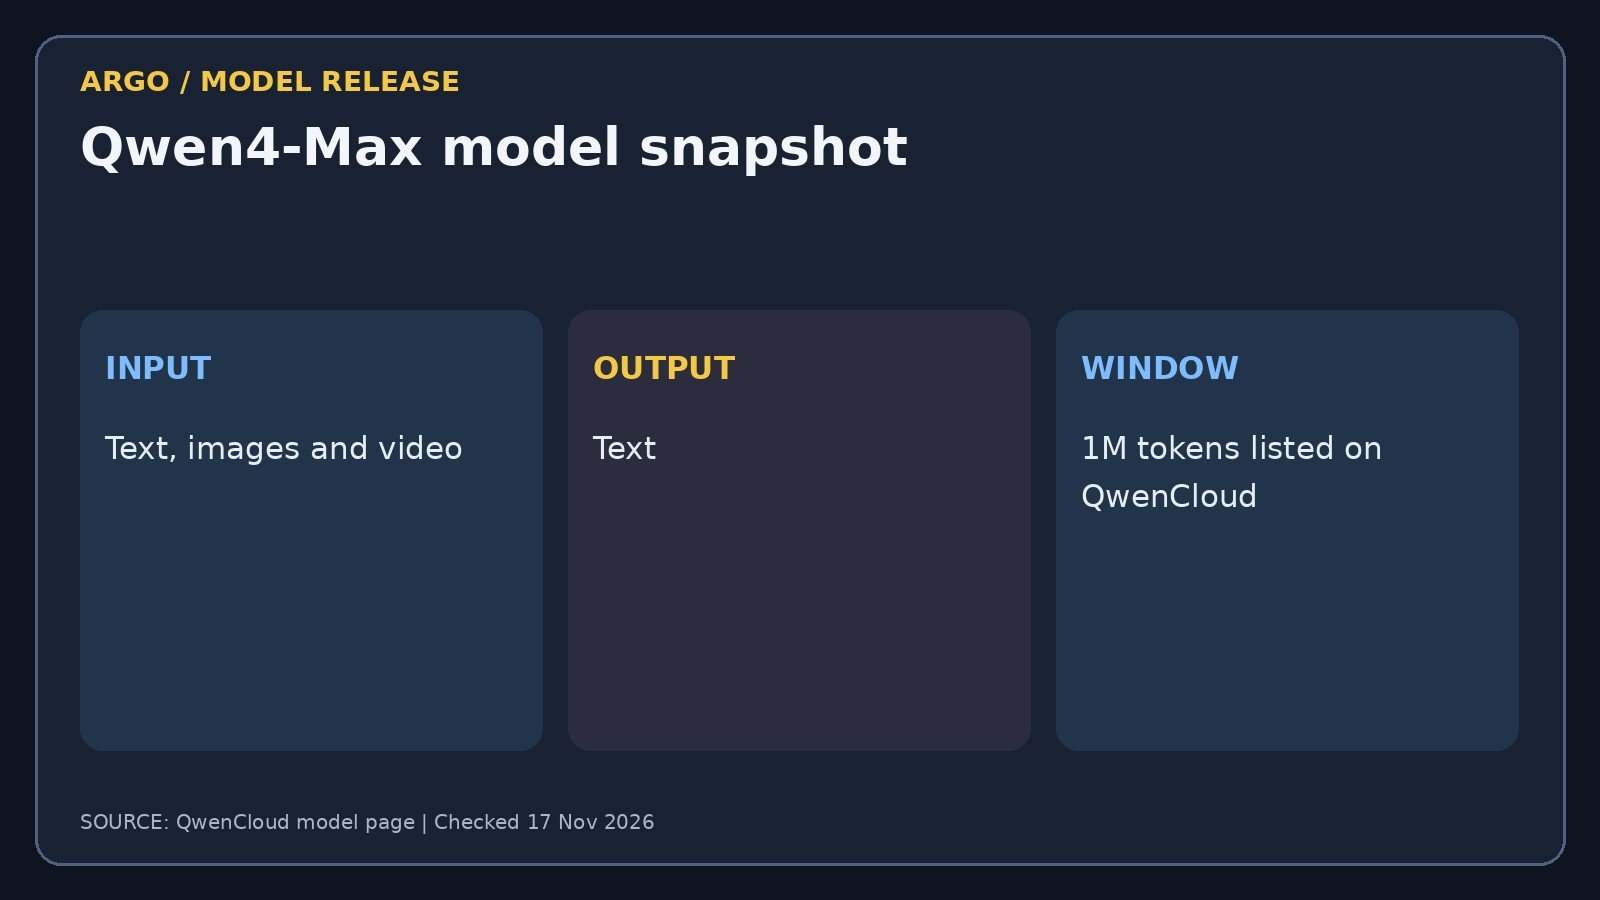 ARGO / MODEL RELEASE
Qwen4-Max model snapshot
INPUT
Text, images and video
OUTPUT
Text
WINDOW
1M tokens listed on
QwenCloud
SOURCE: QwenCloud model page | Checked 17 Nov 2026